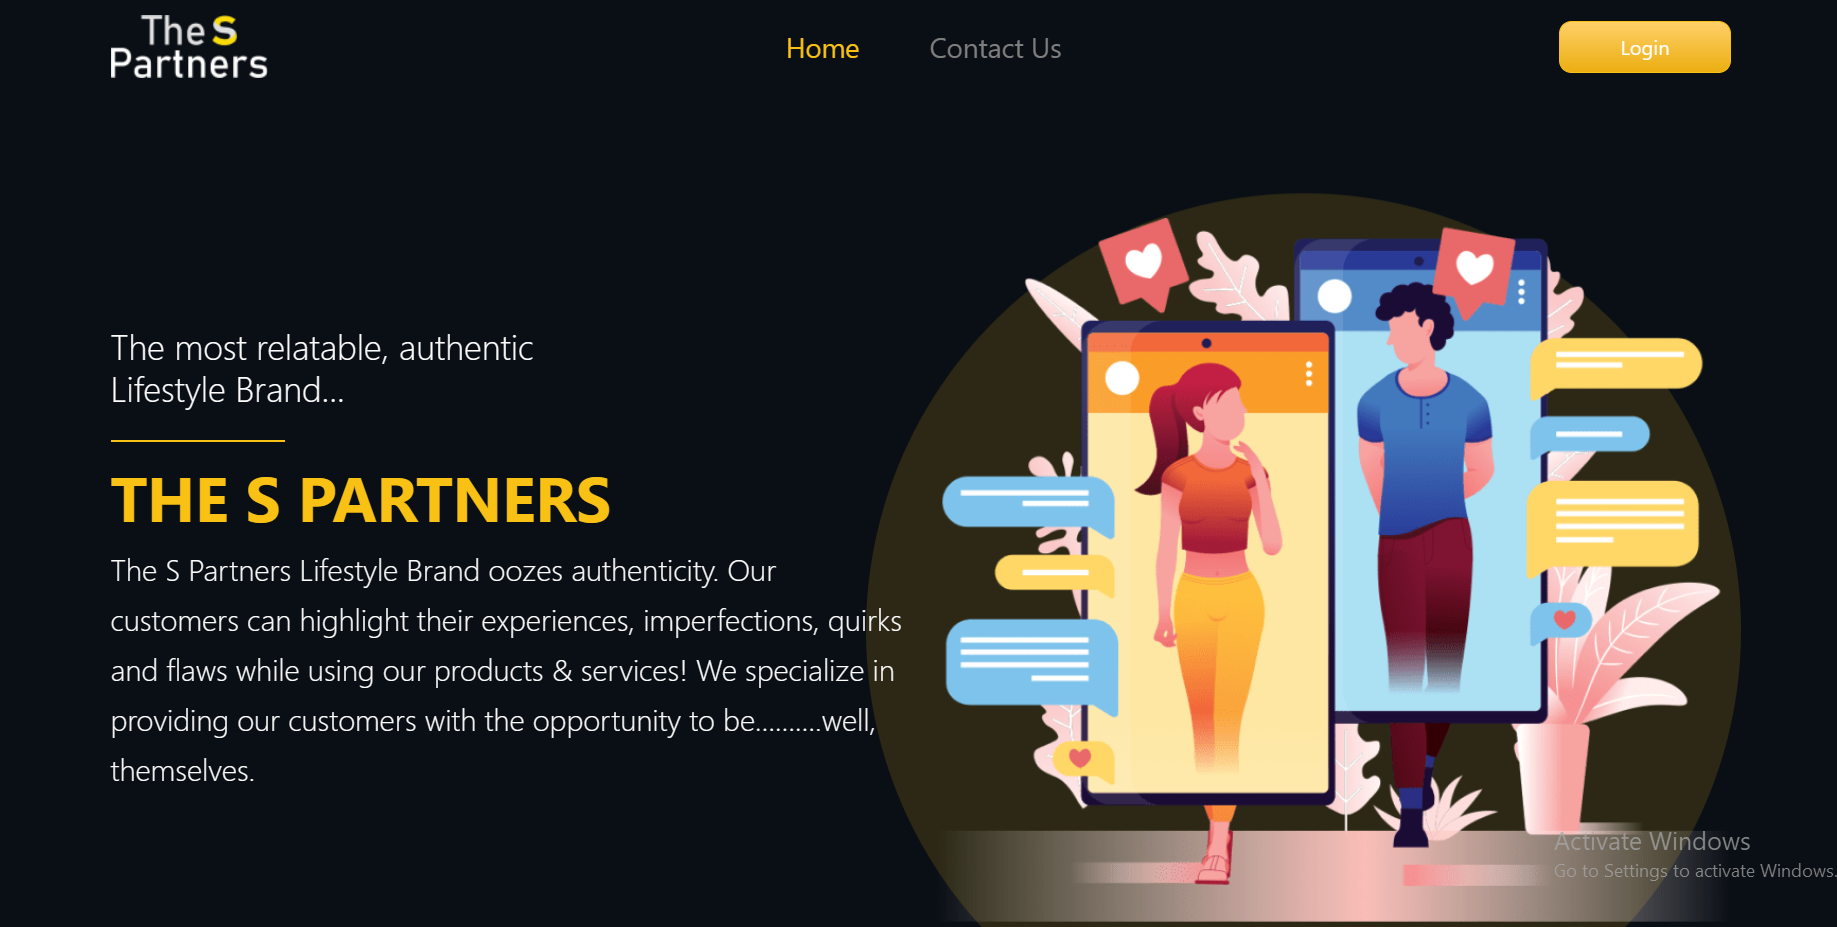 The S
Partners
Home
Contact Us
Login
The most relatable, authentic
Lifestyle Brand...
THE S PARTNERS
The S Partners Lifestyle Brand oozes authenticity. Our
customers can highlight their experiences, imperfections, quirks
and flaws while using our products & services! We specialize in
providing our customers with the opportunity to be..........well,
themselves.
Activate Windows
Go to Settings to activate Windows.